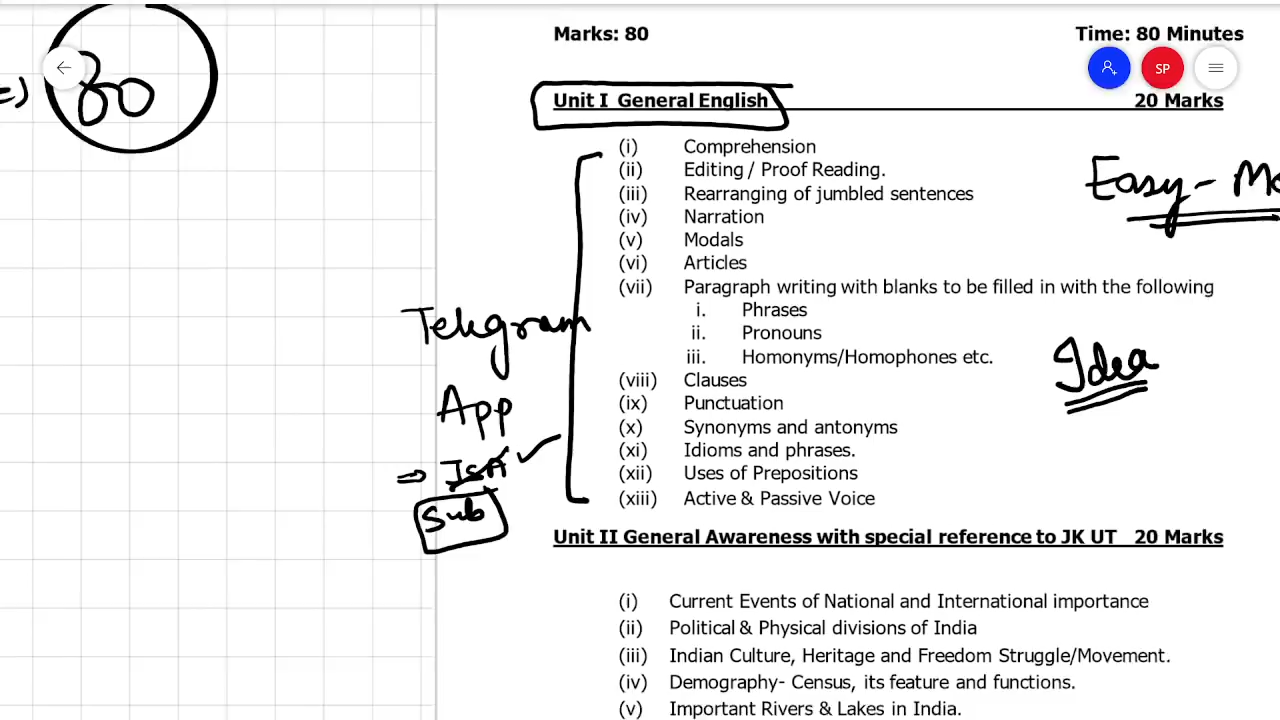 =) 80
Marks: 80 Time: 80 Minutes
SP
Unit I General English 20 Marks
(i) Comprehension
(ii) Editing / Proof Reading.
(iii) Rearranging of jumbled sentences
Easy - Mo
(iv) Narration
(v) Modals
(vi) Articles
(vii) Paragraph writing with blanks to be filled in with the following
i. Phrases
ii. Pronouns
iii. Homonyms/Homophones etc.
Telegram
Idea
(viii) Clauses
(ix) Punctuation
App
(x) Synonyms and antonyms
(xi) Idioms and phrases.
(xii) Uses of Prepositions
(xiii) Active & Passive Voice
Sub
Unit II General Awareness with special reference to JK UT 20 Marks
(i) Current Events of National and International importance
(ii) Political & Physical divisions of India
(iii) Indian Culture, Heritage and Freedom Struggle/Movement.
(iv) Demography- Census, its feature and functions.
(v) Important Rivers & Lakes in India.